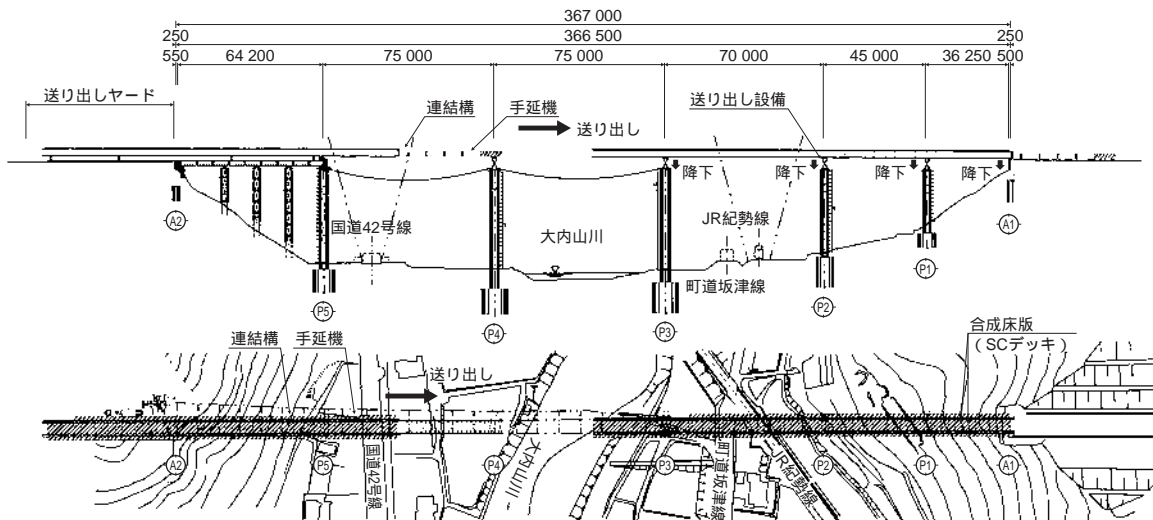 367 000
250 366 500 250
550 64 200 75 000 75 000 70 000 45 000 36 250 500
送り出しヤード
連結構 手延機 送り出し 送り出し設備
降下 降下 降下 降下
国道42号線 大内山川 JR紀勢線
町道坂津線
A2 P5 P4 P3 P2 P1 A1
連結構 手延機 送り出し 合成床版
(SCデッキ)
A2 P5 P4 P3 P2 P1 A1
国道42号線
大内山川
町道坂津線
JR紀勢線